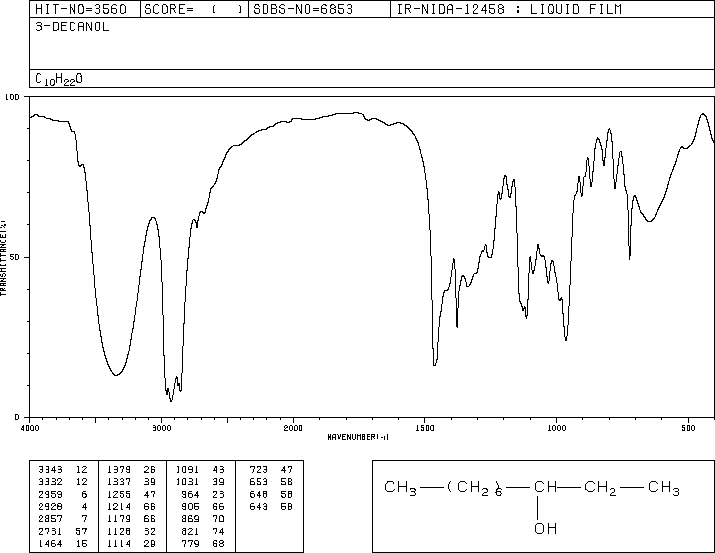 HIT-NO=3560 SCORE= ( ) SDBS-NO=6853 IR-NIDA-12458 : LIQUID FILM
3-DECANOL
C10H22O
100
TRANSMITTANCE(%)
50
0
4000 3000 2000 1500 1000 500
WAVENUMBER(-1)
3343 12 1379 26 1091 43 723 47
3332 12 1337 39 1031 39 653 58
2959 6 1255 47 964 23 648 58
2928 4 1214 66 905 66 643 58
2857 7 1179 66 869 70
2731 57 1128 32 821 74
1464 15 1114 29 779 68
CH3—(CH2)6—CH—CH2—CH3
OH